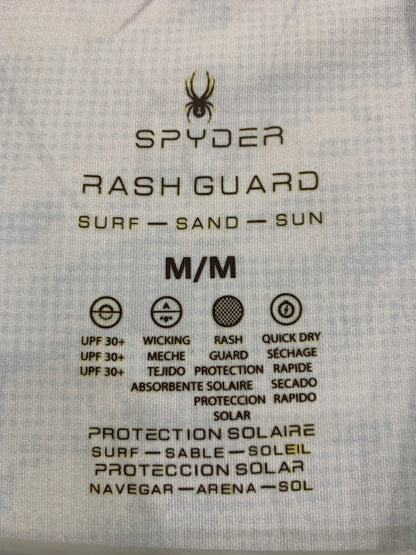 SPYDER
RASH GUARD
SURF — SAND — SUN
M/M
UPF 30+ WICKING RASH QUICK DRY
UPF 30+ MECHE GUARD SÉCHAGE
UPF 30+ TEJIDO PROTECTION RAPIDE
ABSORBENTE SOLAIRE SECADO
PROTECCION RAPIDO
SOLAR
PROTECTION SOLAIRE
SURF — SABLE — SOLEIL
PROTECCION SOLAR
NAVEGAR — ARENA — SOL